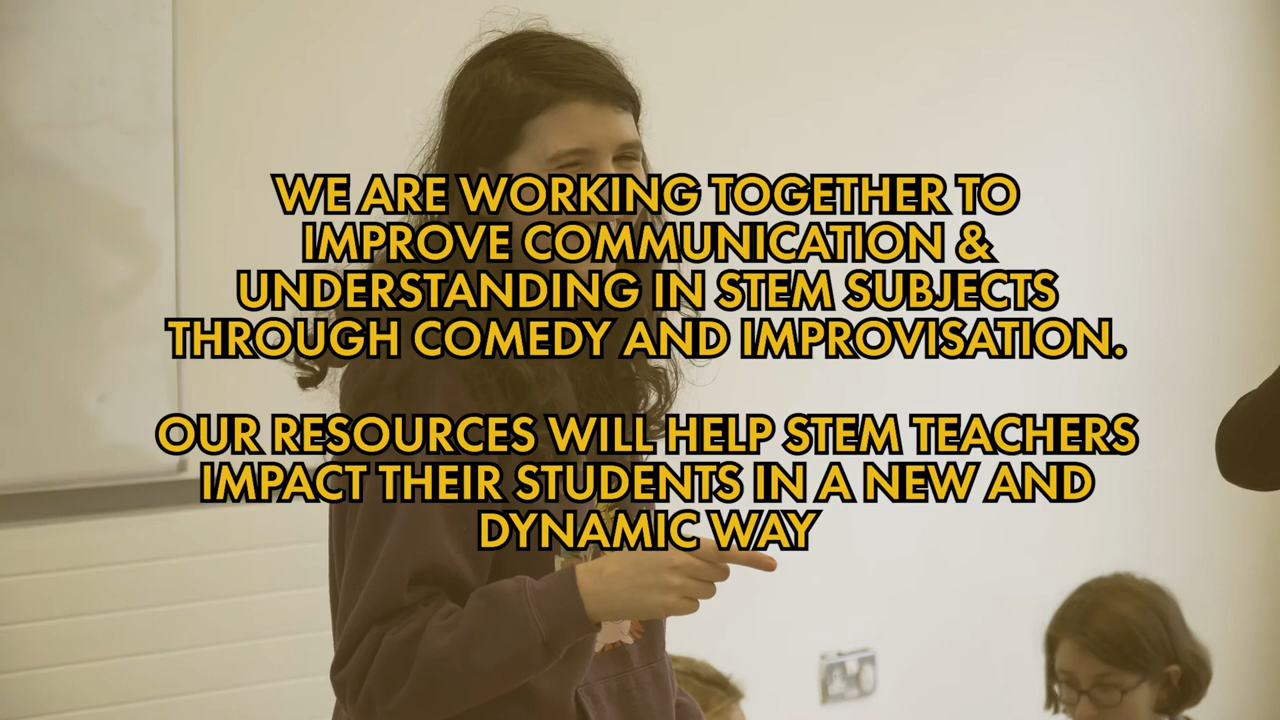 WE ARE WORKING TOGETHER TO
IMPROVE COMMUNICATION &
UNDERSTANDING IN STEM SUBJECTS
THROUGH COMEDY AND IMPROVISATION.
OUR RESOURCES WILL HELP STEM TEACHERS
IMPACT THEIR STUDENTS IN A NEW AND
DYNAMIC WAY